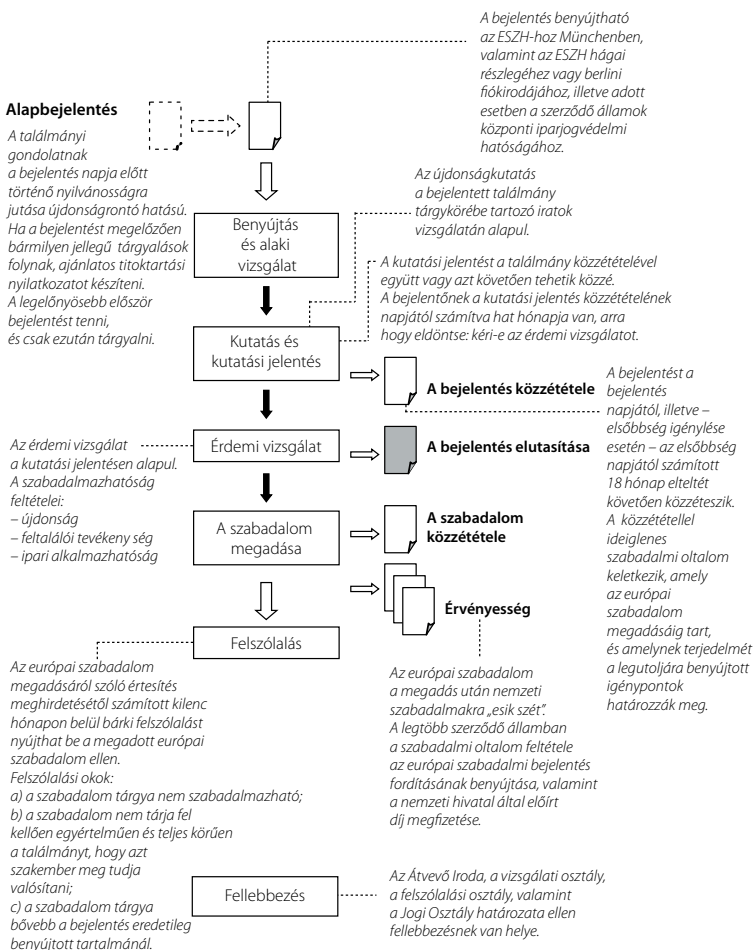 A bejelentés benyújtható
az ESZH-hoz Münchenben,
valamint az ESZH hágai
részlegéhez vagy berlini
fiókirodájához, illetve adott
esetben a szerződő államok
központi iparjogvédelmi
hatóságához.
Alapbejelentés
A találmányi
gondolatnak
a bejelentés napja előtt
történő nyilvánosságra
jutása újdonságrontó hatású.
Ha a bejelentést megelőzően
bármilyen jellegű tárgyalások
folynak, ajánlatos titoktartási
nyilatkozatot készíteni.
A legelőnyösebb először
bejelentést tenni,
és csak ezután tárgyalni.
Az újdonságkutatás
a bejelentett találmány
tárgykörébe tartozó iratok
vizsgálatán alapul.
Benyújtás
és alaki
vizsgálat
A kutatási jelentést a találmány közzétételével
együtt vagy azt követően tehetik közzé.
A bejelentőnek a kutatási jelentés közzétételének
napjától számítva hat hónapja van, arra
hogy eldöntse: kéri-e az érdemi vizsgálatot.
Kutatás és
kutatási jelentés
A bejelentés közzététele
A bejelentést a
bejelentés
napjától, illetve –
elsőbbség igénylése
esetén – az elsőbbség
napjától számított
18 hónap elteltét
követően közzéteszik.
A közzététellel
ideiglenes
szabadalmi oltalom
keletkezik, amely
az európai
szabadalom
megadásáig tart,
és amelynek terjedelmét
a legutoljára benyújtott
igénypontok
határozzák meg.
Az érdemi vizsgálat
a kutatási jelentésen alapul.
A szabadalmazhatóság
feltételei:
– újdonság
– feltalálói tevékeny ség
– ipari alkalmazhatóság
Érdemi vizsgálat
A bejelentés elutasítása
A szabadalom
megadása
A szabadalom
közzététele
Érvényesség
Felszólalás
Az európai szabadalom
megadásáról szóló értesítés
meghirdetésétől számított kilenc
hónapon belül bárki felszólalást
nyújthat be a megadott európai
szabadalom ellen.
Felszólalási okok:
a) a szabadalom tárgya nem szabadalmazható;
b) a szabadalom nem tárja fel
kellően egyértelműen és teljes körűen
a találmányt, hogy azt
szakember meg tudja
valósítani;
c) a szabadalom tárgya
bővebb a bejelentés eredetileg
benyújtott tartalmánál.
Az európai szabadalom
a megadás után nemzeti
szabadalmakra „esik szét”.
A legtöbb szerződő államban
a szabadalmi oltalom feltétele
az európai szabadalmi bejelentés
fordításának benyújtása, valamint
a nemzeti hivatal által előírt
díj megfizetése.
Fellebbezés
Az Átvevő Iroda, a vizsgálati osztály,
a felszólalási osztály, valamint
a Jogi Osztály határozata ellen
fellebbezésnek van helye.